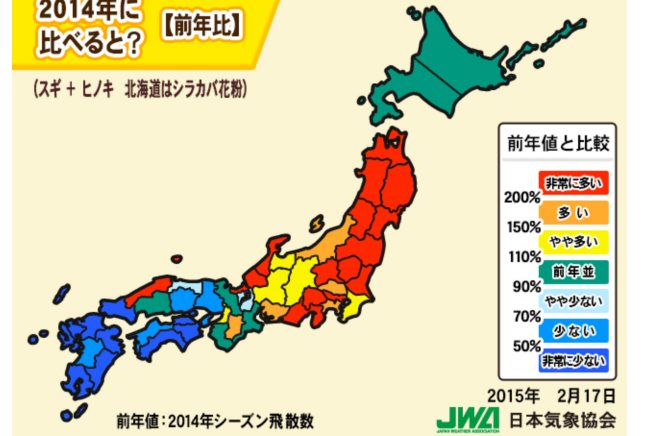 2014年に
比べると？
【前年比】
（スギ + ヒノキ 北海道はシラカバ花粉）
前年値と比較
非常に多い
200%
多い
150%
やや多い
110%
前年並
90%
やや少ない
70%
少ない
50%
非常に少ない
2015年 2月17日
前年値：2014年シーズン飛散数
JWA
JAPAN WEATHER ASSOCIATION
日本気象協会